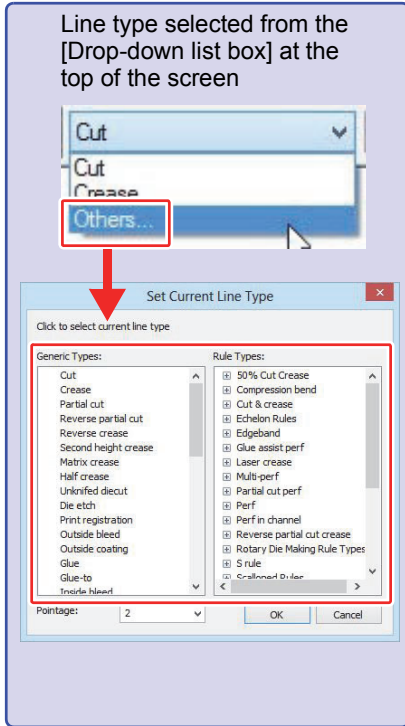 Line type selected from the
[Drop-down list box] at the
top of the screen
Cut
Cut
Crease
Others...
Set Current Line Type
Click to select current line type
Generic Types:
Cut
Crease
Partial cut
Reverse partial cut
Reverse crease
Second height crease
Matrix crease
Half crease
Unknifed diecut
Die etch
Print registration
Outside bleed
Outside coating
Glue
Glue-to
Inside bleed
Rule Types:
50% Cut Crease
Compression bend
Cut & crease
Echelon Rules
Edgeband
Glue assist perf
Laser crease
Multi-perf
Partial cut perf
Perf
Perf in channel
Reverse partial cut crease
Rotary Die Making Rule Types
S rule
Scalloped Rules
Pointage:
2
OK
Cancel